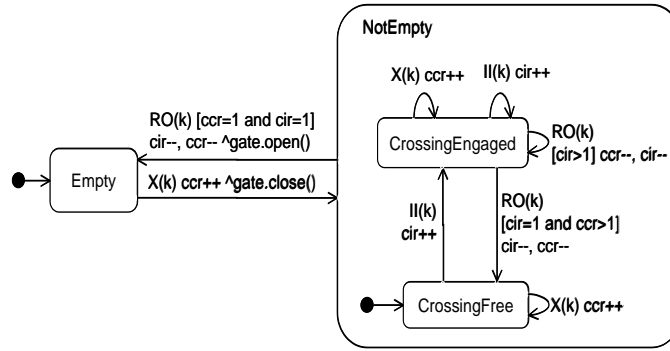 NotEmpty
X(k) ccr++
II(k) cir++
RO(k) [ccr=1 and cir=1]
cir--, ccr-- ^gate.open()
CrossingEngaged
RO(k)
[cir>1] ccr--, cir--
Empty
X(k) ccr++ ^gate.close()
II(k)
cir++
RO(k)
[cir=1 and ccr>1]
cir--, ccr--
CrossingFree
X(k) ccr++